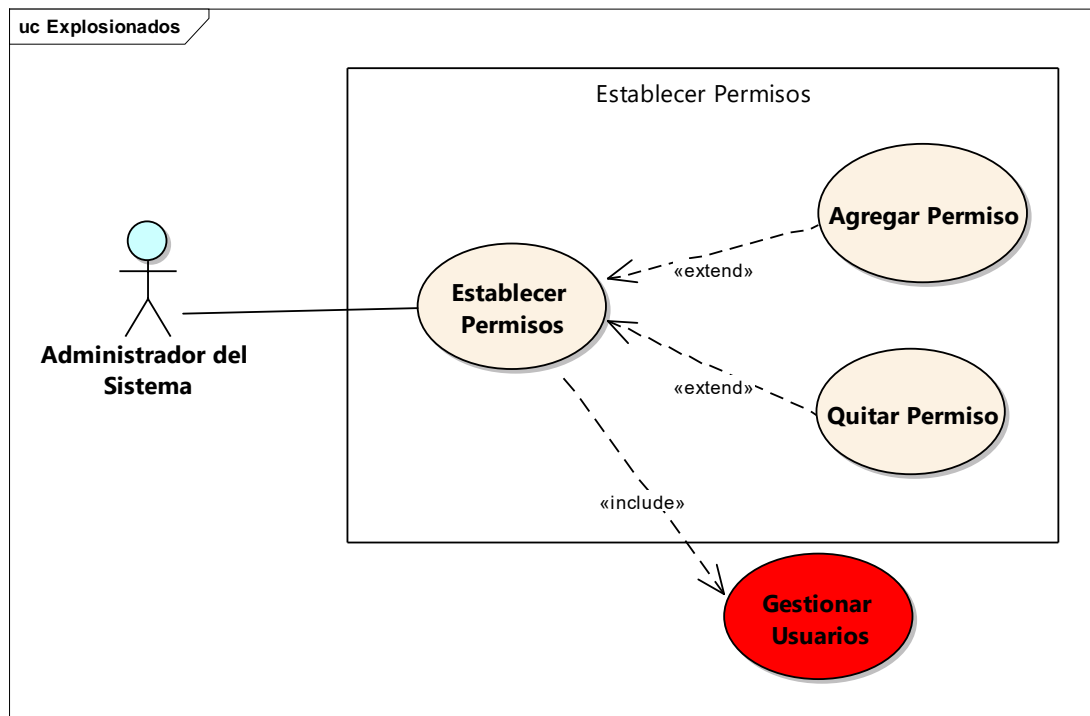 uc Explosionados
Establecer Permisos
Agregar Permiso
«extend»
Establecer
Permisos
Administrador del
Sistema
«extend»
Quitar Permiso
«include»
Gestionar
Usuarios